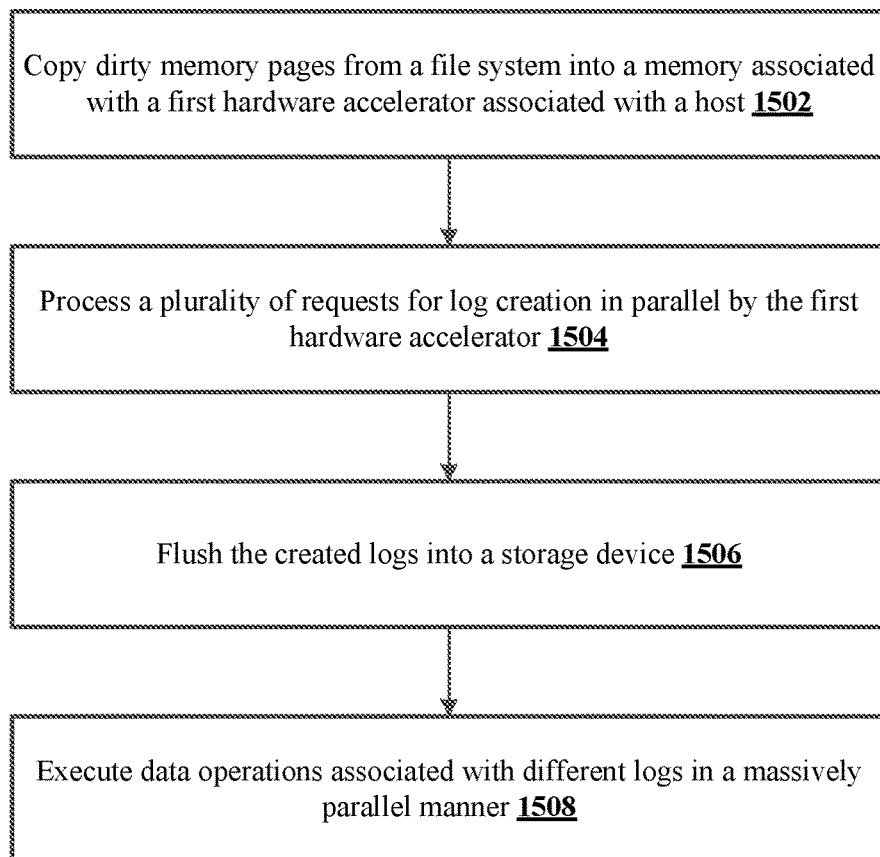 Copy dirty memory pages from a file system into a memory associated
with a first hardware accelerator associated with a host 1502
Process a plurality of requests for log creation in parallel by the first
hardware accelerator 1504
Flush the created logs into a storage device 1506
Execute data operations associated with different logs in a massively
parallel manner 1508